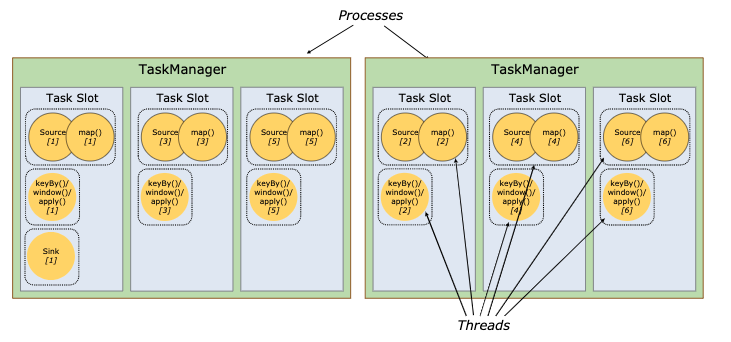 Processes
TaskManager
Task Slot
Source
[1]
map()
[1]
keyBy()/
window()/
apply()
[1]
Sink
[1]
Task Slot
Source
[3]
map()
[3]
keyBy()/
window()/
apply()
[3]
Task Slot
Source
[5]
map()
[5]
keyBy()/
window()/
apply()
[5]
TaskManager
Task Slot
Source
[2]
map()
[2]
keyBy()/
window()/
apply()
[2]
Task Slot
Source
[4]
map()
[4]
keyBy()/
window()/
apply()
[4]
Task Slot
Source
[6]
map()
[6]
keyBy()/
window()/
apply()
[6]
Threads